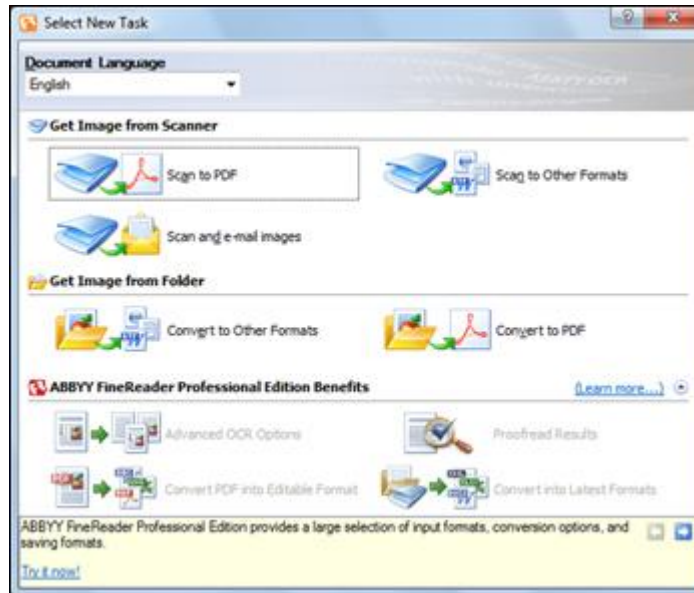 Select New Task
Document Language
English
ABBYY OCR
Get Image from Scanner
Scan to PDF
Scan to Other Formats
Scan and e-mail images
Get Image from Folder
Convert to Other Formats
Convert to PDF
ABBYY FineReader Professional Edition Benefits
(Learn more...)
Advanced OCR Options
Proofread Results
Convert PDF into Editable Format
Convert into Latest Formats
ABBYY FineReader Professional Edition provides a large selection of input formats, conversion options, and
saving formats.
Try it now!